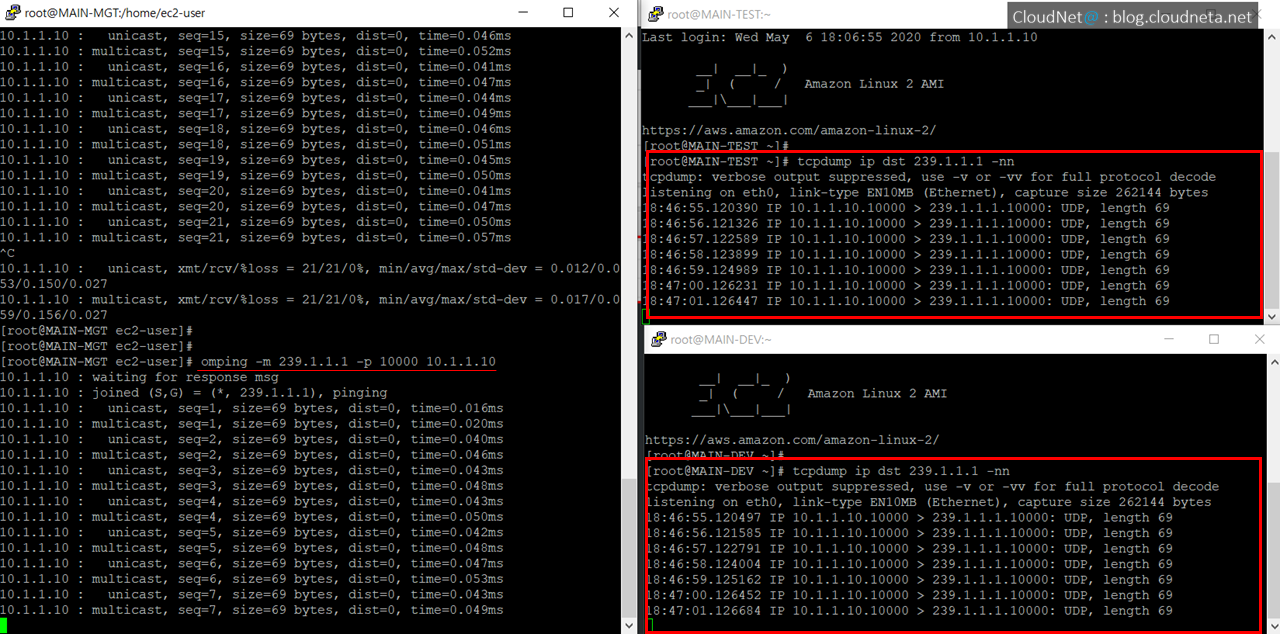 MAIN-MGT:/home/ec2-user
10.1.1.10 :   unicast, seq=15, size=69 bytes, dist=0, time=0.046ms
10.1.1.10 : multicast, seq=15, size=69 bytes, dist=0, time=0.052ms
10.1.1.10 :   unicast, seq=16, size=69 bytes, dist=0, time=0.041ms
10.1.1.10 : multicast, seq=16, size=69 bytes, dist=0, time=0.047ms
10.1.1.10 :   unicast, seq=17, size=69 bytes, dist=0, time=0.044ms
10.1.1.10 : multicast, seq=17, size=69 bytes, dist=0, time=0.049ms
10.1.1.10 :   unicast, seq=18, size=69 bytes, dist=0, time=0.046ms
10.1.1.10 : multicast, seq=18, size=69 bytes, dist=0, time=0.051ms
10.1.1.10 :   unicast, seq=19, size=69 bytes, dist=0, time=0.045ms
10.1.1.10 : multicast, seq=19, size=69 bytes, dist=0, time=0.050ms
10.1.1.10 :   unicast, seq=20, size=69 bytes, dist=0, time=0.041ms
10.1.1.10 : multicast, seq=20, size=69 bytes, dist=0, time=0.047ms
10.1.1.10 :   unicast, seq=21, size=69 bytes, dist=0, time=0.050ms
10.1.1.10 : multicast, seq=21, size=69 bytes, dist=0, time=0.057ms
^C
10.1.1.10 :   unicast, xmt/rcv/%loss = 21/21/0%, min/avg/max/std-dev = 0.012/0.0
53/0.150/0.027
10.1.1.10 : multicast, xmt/rcv/%loss = 21/21/0%, min/avg/max/std-dev = 0.017/0.0
59/0.156/0.027
[root@MAIN-MGT ec2-user]#
[root@MAIN-MGT ec2-user]#
[root@MAIN-MGT ec2-user]# omping -m 239.1.1.1 -p 10000 10.1.1.10
10.1.1.10 : waiting for response msg
10.1.1.10 : joined (S,G) = (*, 239.1.1.1), pinging
10.1.1.10 :   unicast, seq=1, size=69 bytes, dist=0, time=0.016ms
10.1.1.10 : multicast, seq=1, size=69 bytes, dist=0, time=0.020ms
10.1.1.10 :   unicast, seq=2, size=69 bytes, dist=0, time=0.040ms
10.1.1.10 : multicast, seq=2, size=69 bytes, dist=0, time=0.046ms
10.1.1.10 :   unicast, seq=3, size=69 bytes, dist=0, time=0.043ms
10.1.1.10 : multicast, seq=3, size=69 bytes, dist=0, time=0.048ms
10.1.1.10 :   unicast, seq=4, size=69 bytes, dist=0, time=0.043ms
10.1.1.10 : multicast, seq=4, size=69 bytes, dist=0, time=0.050ms
10.1.1.10 :   unicast, seq=5, size=69 bytes, dist=0, time=0.042ms
10.1.1.10 : multicast, seq=5, size=69 bytes, dist=0, time=0.048ms
10.1.1.10 :   unicast, seq=6, size=69 bytes, dist=0, time=0.047ms
10.1.1.10 : multicast, seq=6, size=69 bytes, dist=0, time=0.053ms
10.1.1.10 :   unicast, seq=7, size=69 bytes, dist=0, time=0.043ms
10.1.1.10 : multicast, seq=7, size=69 bytes, dist=0, time=0.049ms
root@MAIN-TEST:~
CloudNet@ : blog.cloudneta.net
Last login: Wed May  6 18:06:55 2020 from 10.1.1.10
Amazon Linux 2 AMI
https://aws.amazon.com/amazon-linux-2/
[root@MAIN-TEST ~]#
[root@MAIN-TEST ~]# tcpdump ip dst 239.1.1.1 -nn
tcpdump: verbose output suppressed, use -v or -vv for full protocol decode
listening on eth0, link-type EN10MB (Ethernet), capture size 262144 bytes
18:46:55.120390 IP 10.1.1.10.10000 > 239.1.1.1.10000: UDP, length 69
18:46:56.121326 IP 10.1.1.10.10000 > 239.1.1.1.10000: UDP, length 69
18:46:57.122589 IP 10.1.1.10.10000 > 239.1.1.1.10000: UDP, length 69
18:46:58.123899 IP 10.1.1.10.10000 > 239.1.1.1.10000: UDP, length 69
18:46:59.124989 IP 10.1.1.10.10000 > 239.1.1.1.10000: UDP, length 69
18:47:00.126231 IP 10.1.1.10.10000 > 239.1.1.1.10000: UDP, length 69
18:47:01.126447 IP 10.1.1.10.10000 > 239.1.1.1.10000: UDP, length 69
root@MAIN-DEV:~
Amazon Linux 2 AMI
https://aws.amazon.com/amazon-linux-2/
[root@MAIN-DEV ~]#
[root@MAIN-DEV ~]# tcpdump ip dst 239.1.1.1 -nn
tcpdump: verbose output suppressed, use -v or -vv for full protocol decode
listening on eth0, link-type EN10MB (Ethernet), capture size 262144 bytes
18:46:55.120497 IP 10.1.1.10.10000 > 239.1.1.1.10000: UDP, length 69
18:46:56.121585 IP 10.1.1.10.10000 > 239.1.1.1.10000: UDP, length 69
18:46:57.122791 IP 10.1.1.10.10000 > 239.1.1.1.10000: UDP, length 69
18:46:58.124004 IP 10.1.1.10.10000 > 239.1.1.1.10000: UDP, length 69
18:46:59.125162 IP 10.1.1.10.10000 > 239.1.1.1.10000: UDP, length 69
18:47:00.126452 IP 10.1.1.10.10000 > 239.1.1.1.10000: UDP, length 69
18:47:01.126684 IP 10.1.1.10.10000 > 239.1.1.1.10000: UDP, length 69